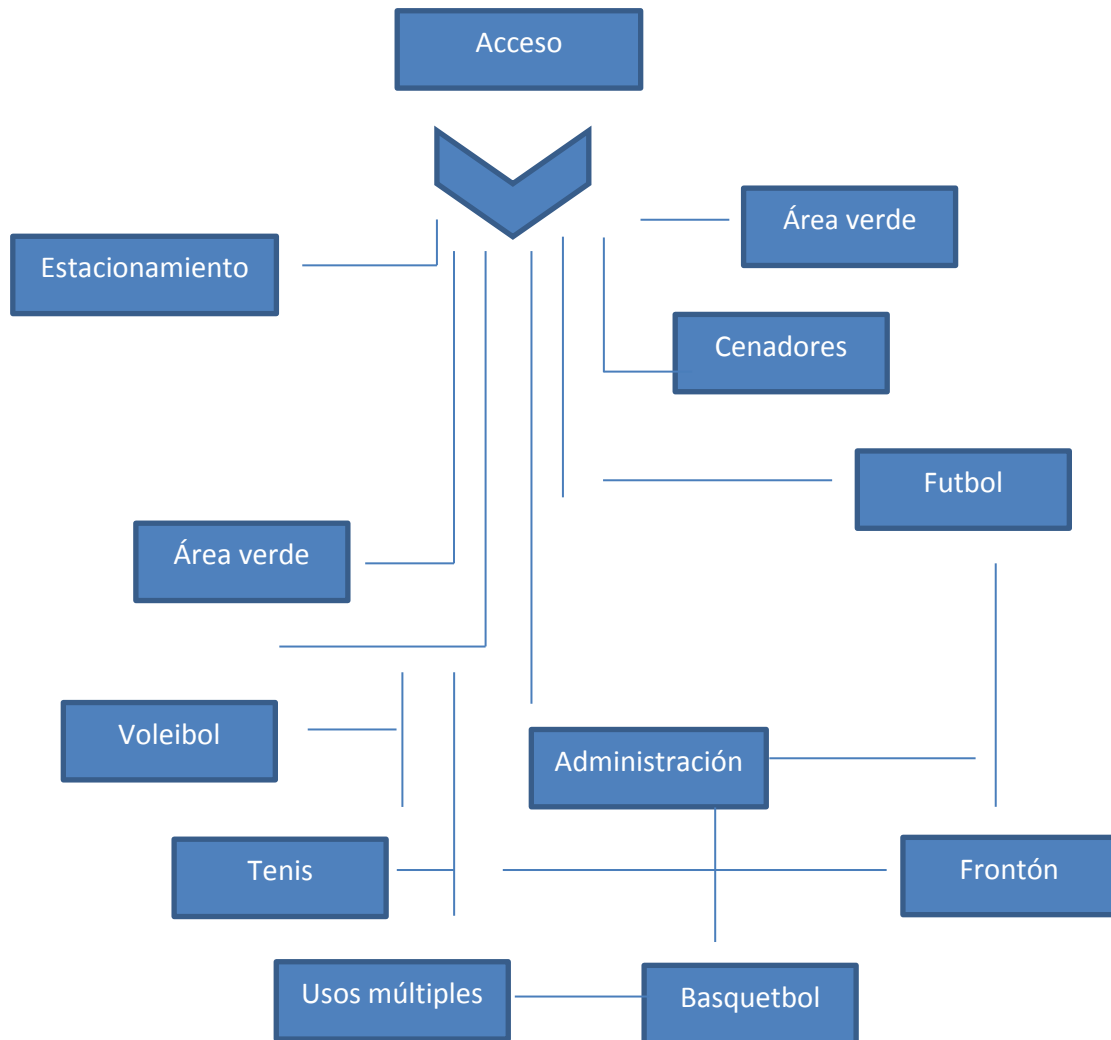 Acceso
Área verde
Estacionamiento
Cenadores
Futbol
Área verde
Voleibol
Administración
Tenis
Frontón
Usos múltiples
Basquetbol